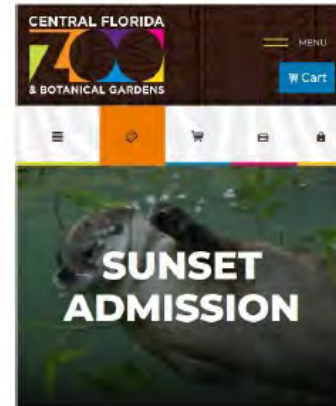 CENTRAL FLORIDA
ZOO
& BOTANICAL GARDENS
MENU
Cart
SUNSET
ADMISSION